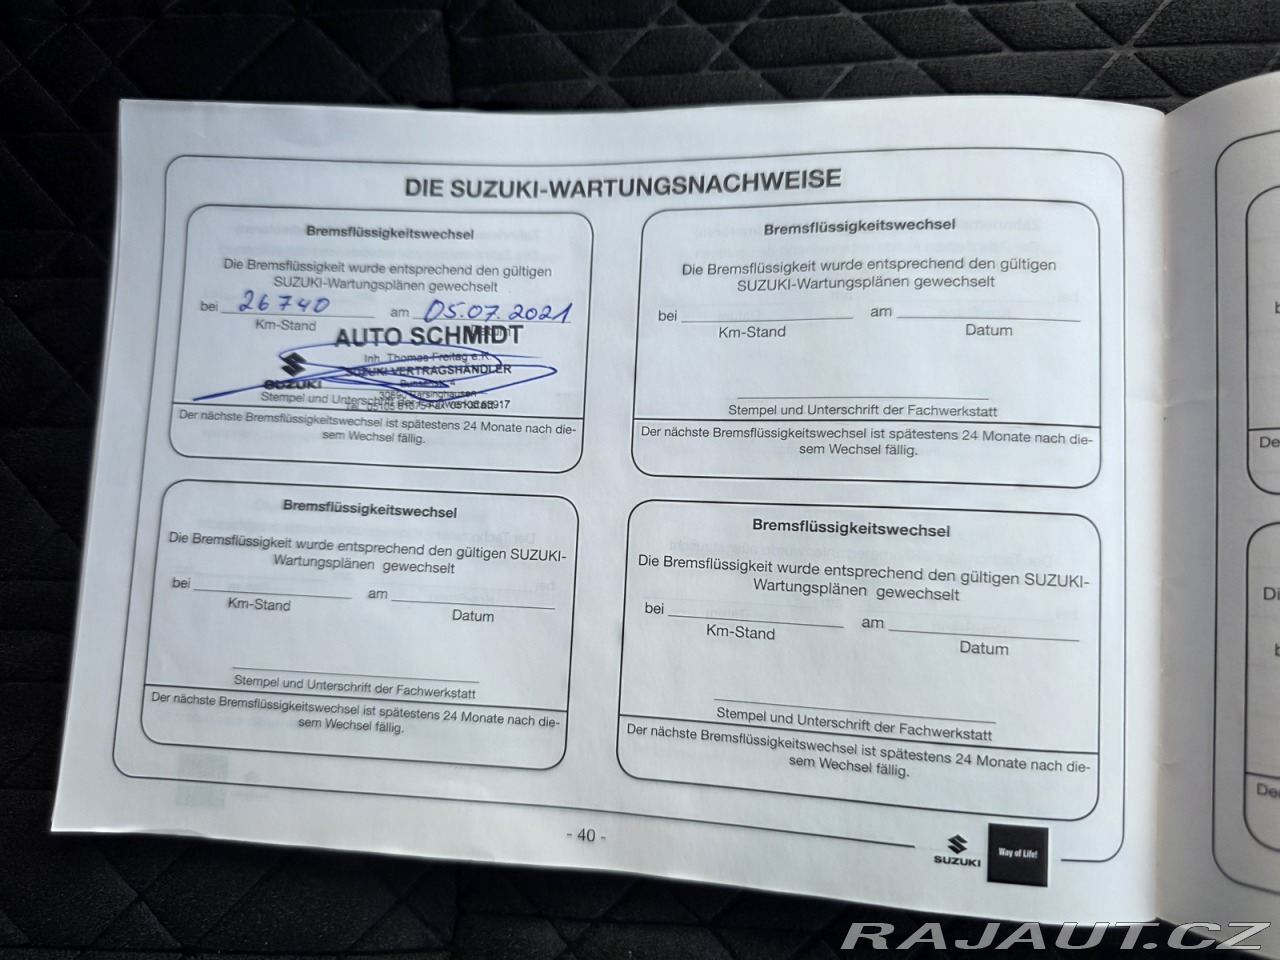 DIE SUZUKI-WARTUNGSNACHWEISE
Bremsflüssigkeitswechsel
Die Bremsflüssigkeit wurde entsprechend den gültigen
SUZUKI-Wartungsplänen gewechselt
bei 26740 am 05.07.2021
Km-Stand Datum
AUTO SCHMIDT
Inh. Thomas Freitag e.K.
SUZUKI VERTRAGSHÄNDLER
SUZUKI
Stempel und Unterschrift der Fachwerkstatt
Der nächste Bremsflüssigkeitswechsel ist spätestens 24 Monate nach die-
sem Wechsel fällig.
Bremsflüssigkeitswechsel
Die Bremsflüssigkeit wurde entsprechend den gültigen
SUZUKI-Wartungsplänen gewechselt
bei am
Km-Stand Datum
Stempel und Unterschrift der Fachwerkstatt
Der nächste Bremsflüssigkeitswechsel ist spätestens 24 Monate nach die-
sem Wechsel fällig.
Bremsflüssigkeitswechsel
Die Bremsflüssigkeit wurde entsprechend den gültigen SUZUKI-
Wartungsplänen gewechselt
bei am
Km-Stand Datum
Stempel und Unterschrift der Fachwerkstatt
Der nächste Bremsflüssigkeitswechsel ist spätestens 24 Monate nach die-
sem Wechsel fällig.
Bremsflüssigkeitswechsel
Die Bremsflüssigkeit wurde entsprechend den gültigen SUZUKI-
Wartungsplänen gewechselt
bei am
Km-Stand Datum
Stempel und Unterschrift der Fachwerkstatt
Der nächste Bremsflüssigkeitswechsel ist spätestens 24 Monate nach die-
sem Wechsel fällig.
- 40 -
SUZUKI
Way of Life!
RAJAUT.CZ